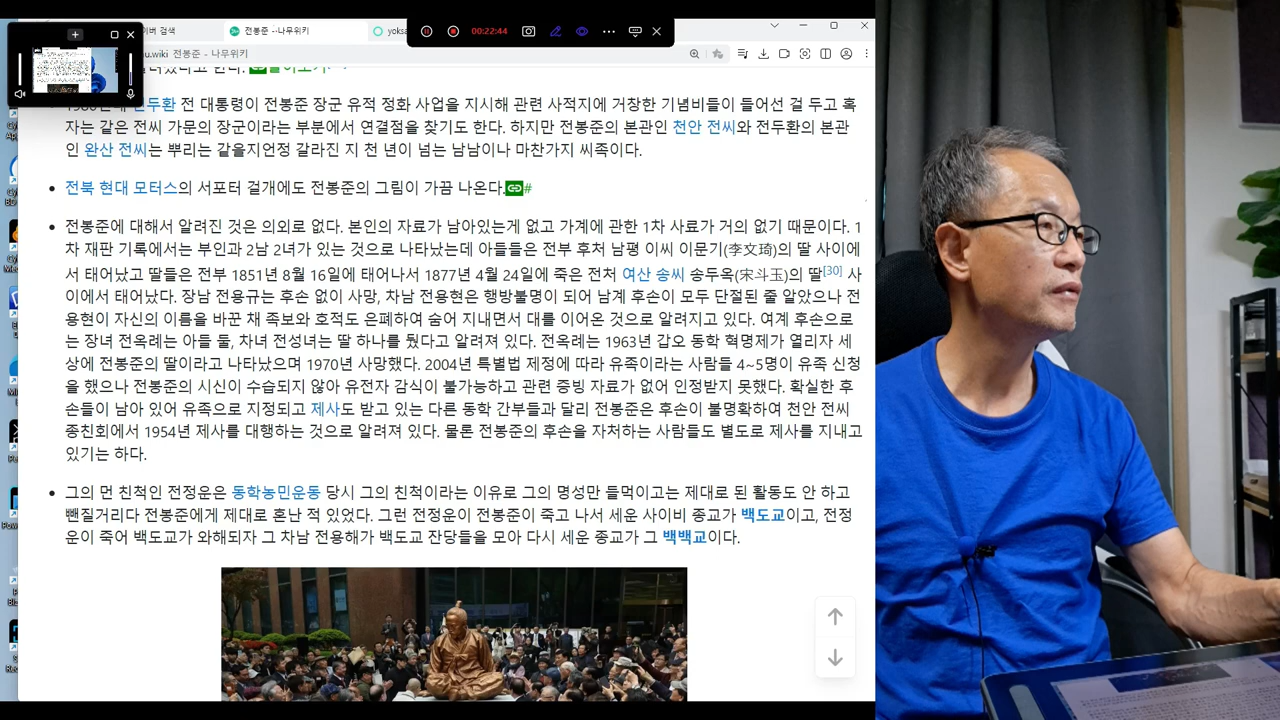 이버 검색
전봉준 - 나무위키
yoksa
00:22:44
u.wiki 전봉준 - 나무위키
전두환 전 대통령이 전봉준 장군 유적 정화 사업을 지시해 관련 사적지에 거창한 기념비들이 들어선 걸 두고 혹
자는 같은 전씨 가문의 장군이라는 부분에서 연결점을 찾기도 한다. 하지만 전봉준의 본관인 천안 전씨와 전두환의 본관
인 완산 전씨는 뿌리는 같을지언정 갈라진 지 천 년이 넘는 남남이나 마찬가지 씨족이다.
• 전북 현대 모터스의 서포터 걸개에도 전봉준의 그림이 가끔 나온다.#
• 전봉준에 대해서 알려진 것은 의외로 없다. 본인의 자료가 남아있는게 없고 가계에 관한 1차 사료가 거의 없기 때문이다. 1
차 재판 기록에서는 부인과 2남 2녀가 있는 것으로 나타났는데 아들들은 전부 후처 남평 이씨 이문기(李文琦)의 딸 사이에
서 태어났고 딸들은 전부 1851년 8월 16일에 태어나서 1877년 4월 24일에 죽은 전처 여산 송씨 송두옥(宋斗玉)의 딸[30] 사
이에서 태어났다. 장남 전용규는 후손 없이 사망, 차남 전용현은 행방불명이 되어 남계 후손이 모두 단절된 줄 알았으나 전
용현이 자신의 이름을 바꾼 채 족보와 호적도 은폐하여 숨어 지내면서 대를 이어온 것으로 알려지고 있다. 여계 후손으로
는 장녀 전옥례는 아들 둘, 차녀 전성녀는 딸 하나를 뒀다고 알려져 있다. 전옥례는 1963년 갑오 동학 혁명제가 열리자 세
상에 전봉준의 딸이라고 나타났으며 1970년 사망했다. 2004년 특별법 제정에 따라 유족이라는 사람들 4~5명이 유족 신청
을 했으나 전봉준의 시신이 수습되지 않아 유전자 감식이 불가능하고 관련 증빙 자료가 없어 인정받지 못했다. 확실한 후
손들이 남아 있어 유족으로 지정되고 제사도 받고 있는 다른 동학 간부들과 달리 전봉준은 후손이 불명확하여 천안 전씨
종친회에서 1954년 제사를 대행하는 것으로 알려져 있다. 물론 전봉준의 후손을 자처하는 사람들도 별도로 제사를 지내고
있기는 하다.
• 그의 먼 친척인 전정운은 동학농민운동 당시 그의 친척이라는 이유로 그의 명성만 들먹이고는 제대로 된 활동도 안 하고
뺀질거리다 전봉준에게 제대로 혼난 적 있었다. 그런 전정운이 전봉준이 죽고 나서 세운 사이비 종교가 백도교이고, 전정
운이 죽어 백도교가 와해되자 그 차남 전용해가 백도교 잔당들을 모아 다시 세운 종교가 그 백백교이다.